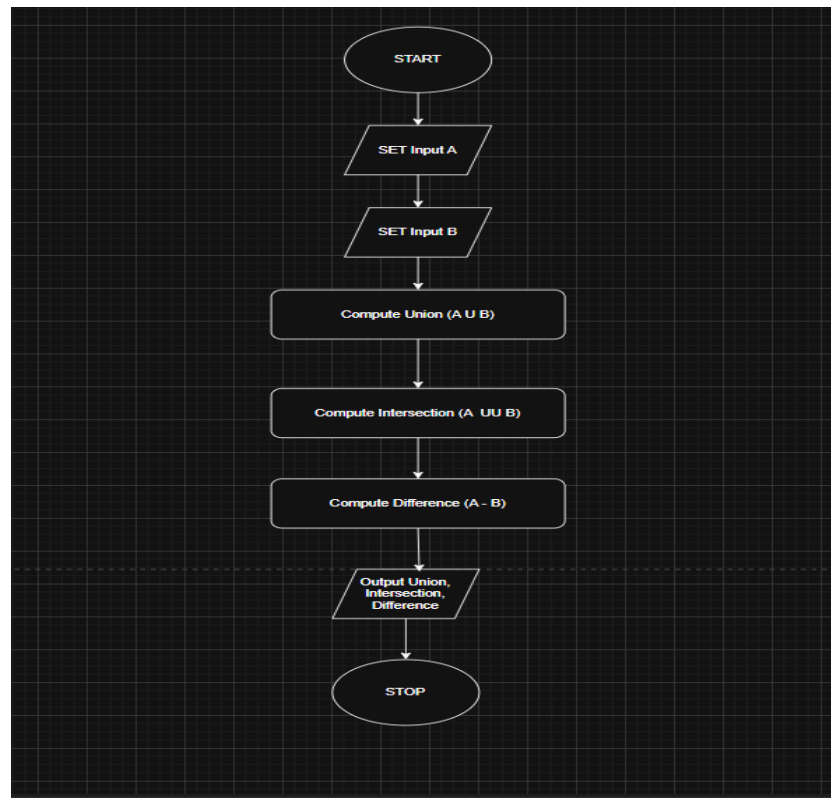 START
SET Input A
SET Input B
Compute Union (A U B)
Compute Intersection (A UU B)
Compute Difference (A - B)
Output Union,
Intersection,
Difference
STOP